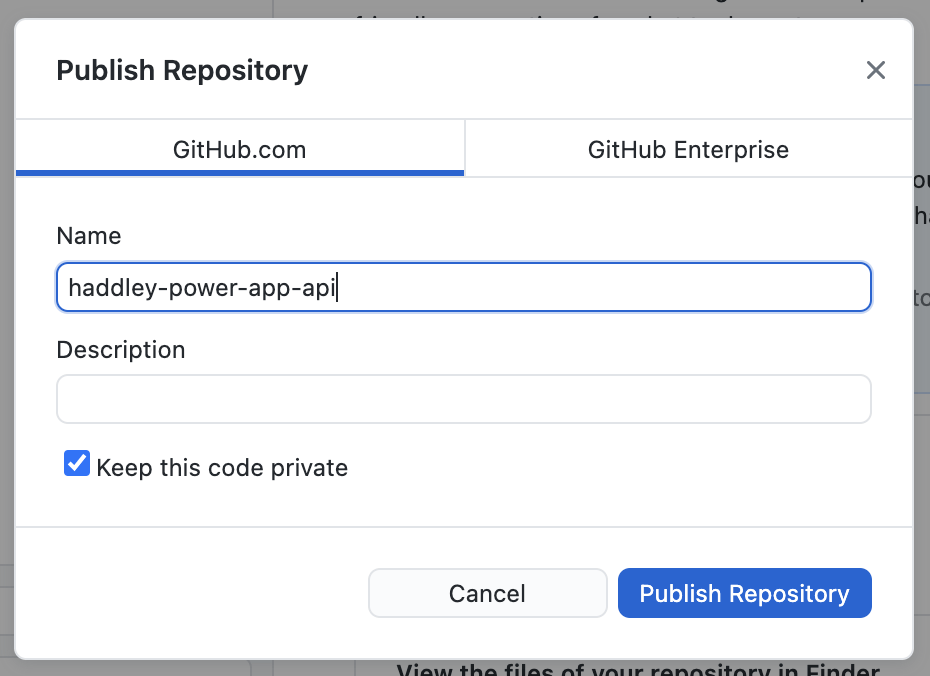 Publish Repository
GitHub.com
GitHub Enterprise
Name
haddley-power-app-api
Description
Keep this code private
Cancel
Publish Repository
View the files of your repository in Finder